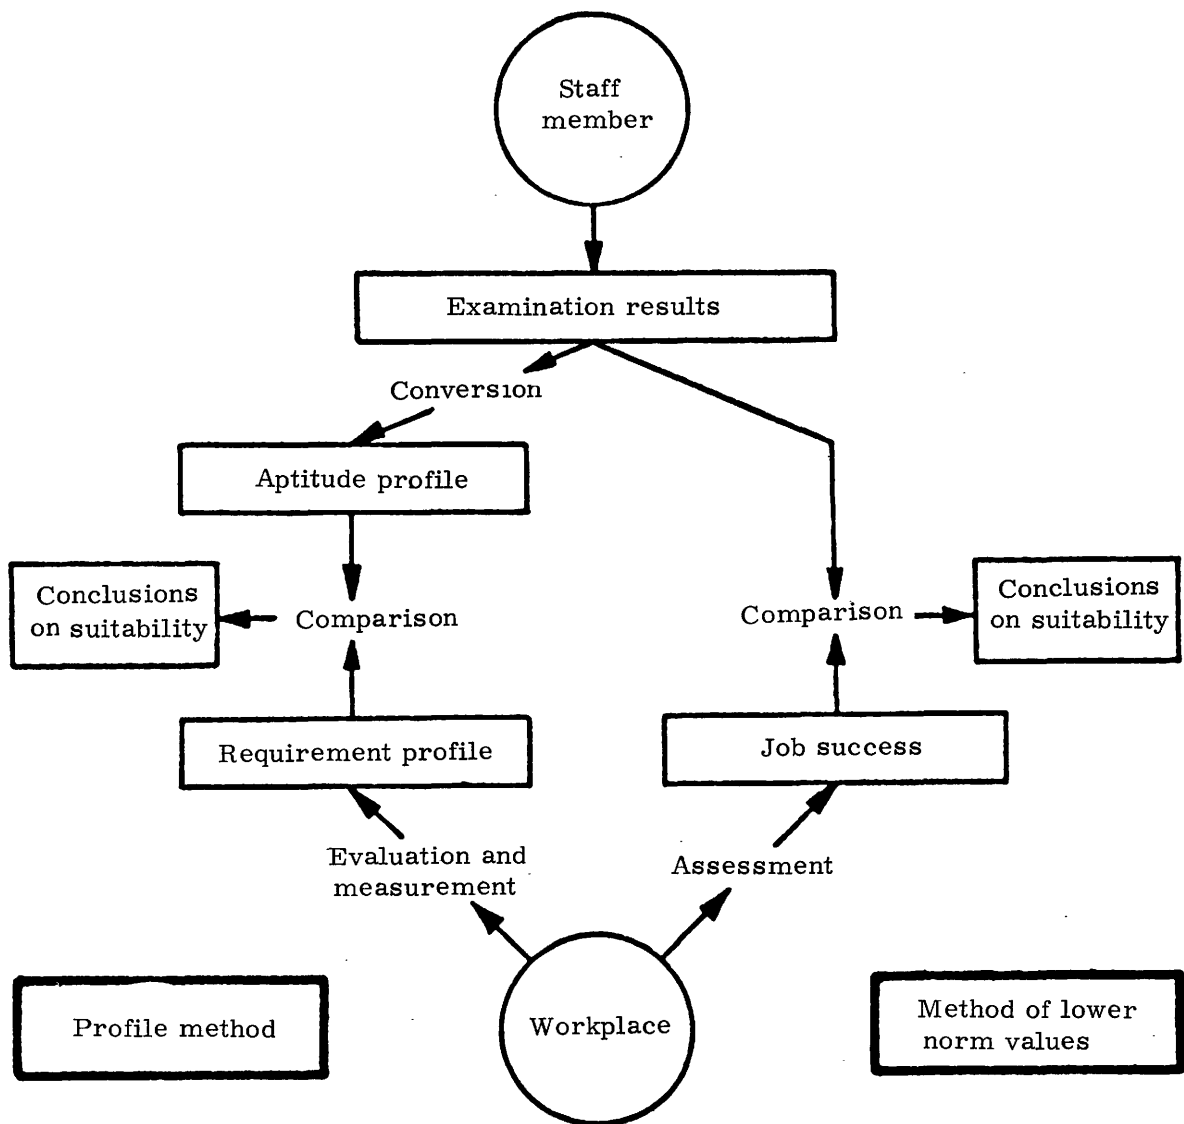 Staff
member
Examination results
Conversion
Aptitude profile
Conclusions
on suitability
Comparison
Comparison
Conclusions
on suitability
Requirement profile
Job success
Evaluation and
measurement
Assessment
Profile method
Workplace
Method of lower
norm values